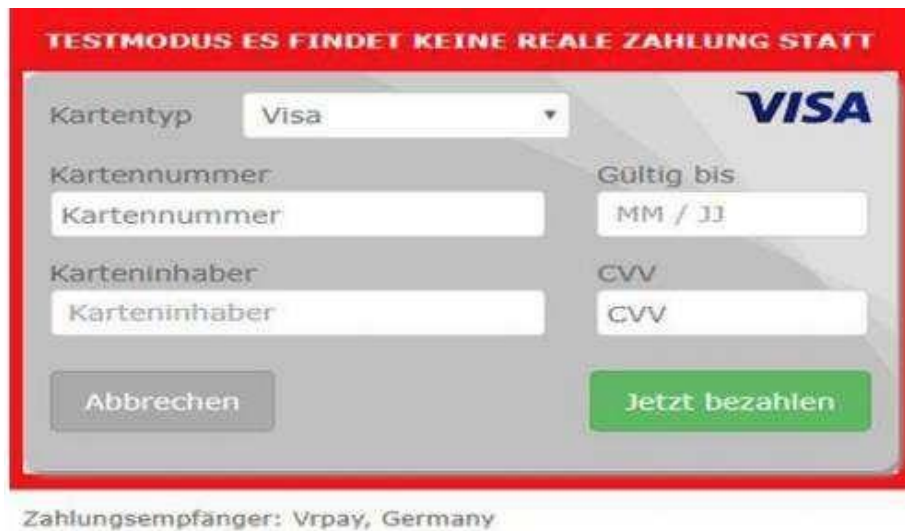 TESTMODUS ES FINDET KEINE REALE ZAHLUNG STATT
Kartentyp Visa VISA
Kartennummer Gültig bis
Kartennummer MM / JJ
Karteninhaber CVV
Karteninhaber CVV
Abbrechen Jetzt bezahlen
Zahlungsempfänger: Vrpay, Germany